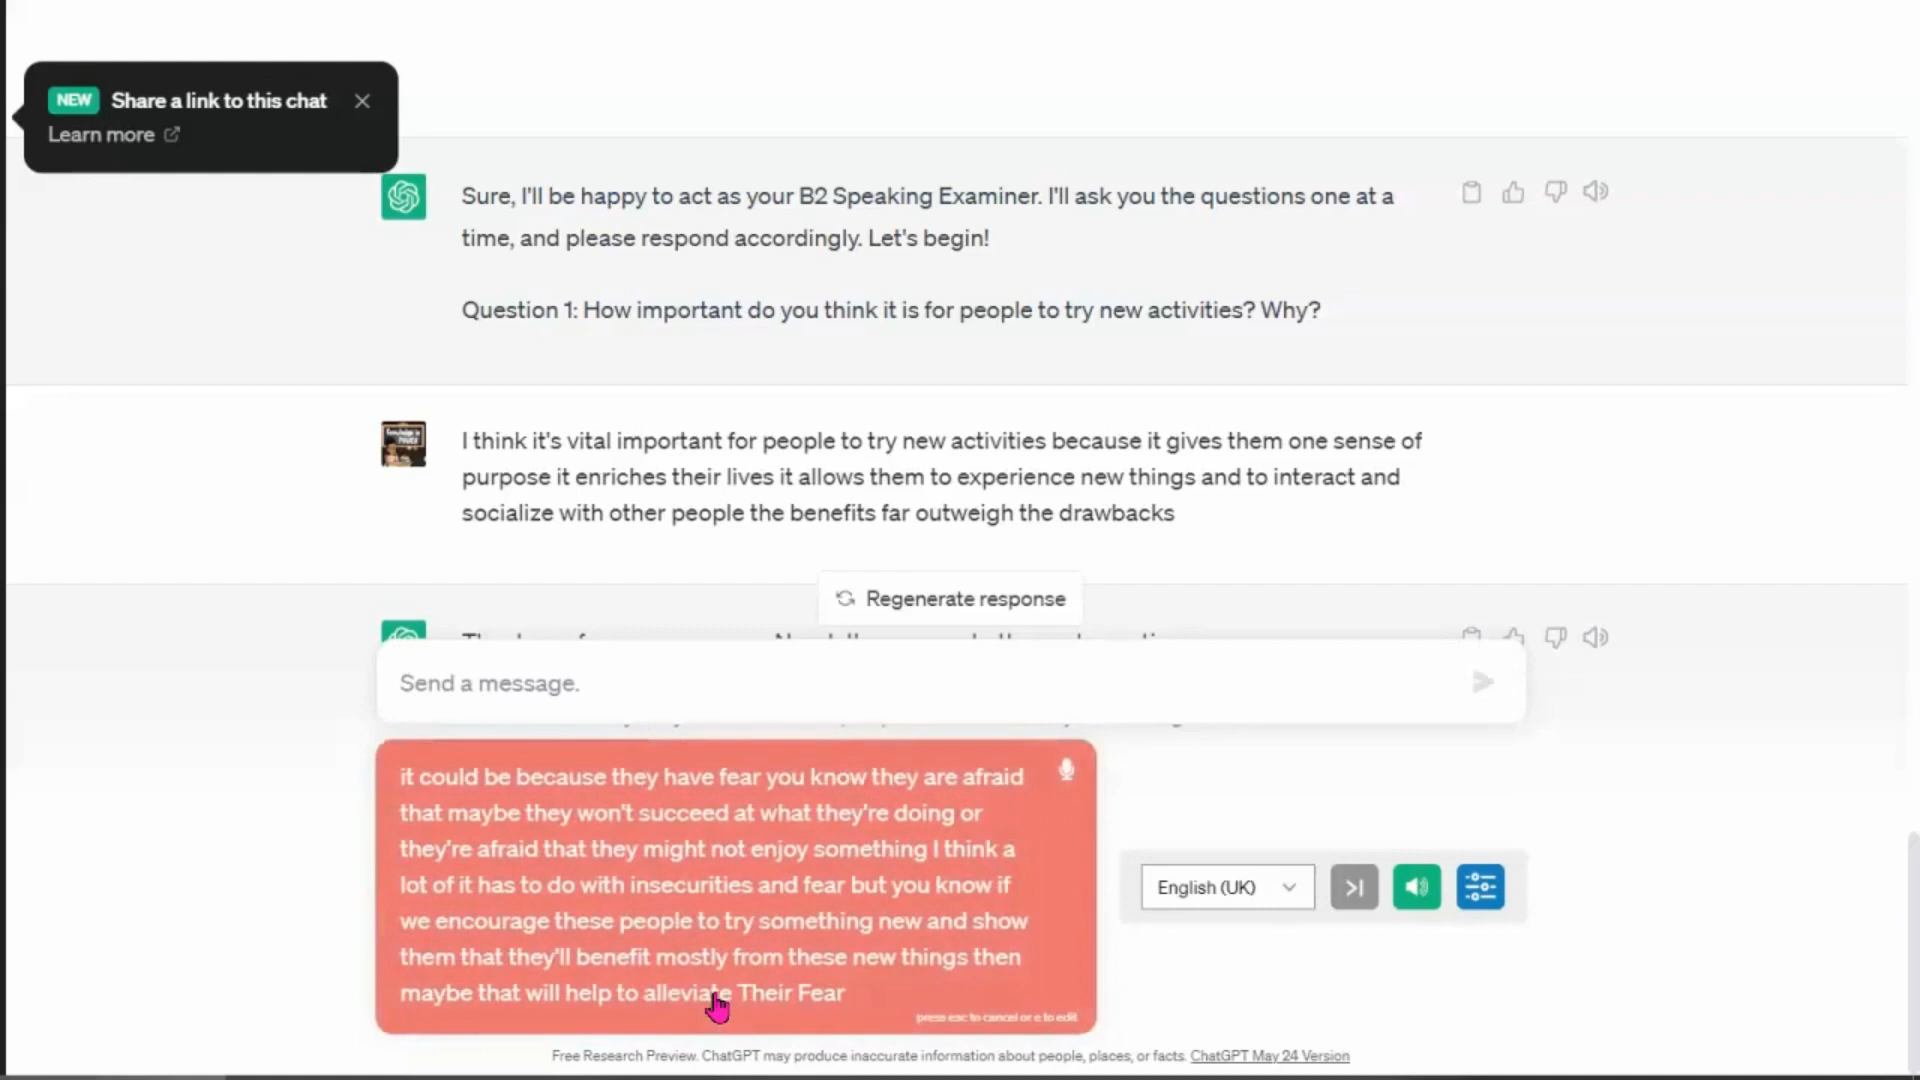 NEW Share a link to this chat
Learn more
Sure, I'll be happy to act as your B2 Speaking Examiner. I'll ask you the questions one at a
time, and please respond accordingly. Let's begin!
Question 1: How important do you think it is for people to try new activities? Why?
I think it's vital important for people to try new activities because it gives them one sense of
purpose it enriches their lives it allows them to experience new things and to interact and
socialize with other people the benefits far outweigh the drawbacks
Regenerate response
Send a message.
it could be because they have fear you know they are afraid
that maybe they won't succeed at what they're doing or
they're afraid that they might not enjoy something I think a
lot of it has to do with insecurities and fear but you know if
we encourage these people to try something new and show
them that they'll benefit mostly from these new things then
maybe that will help to alleviate Their Fear
press esc to cancel or e to edit
English (UK)
Free Research Preview. ChatGPT may produce inaccurate information about people, places, or facts. ChatGPT May 24 Version